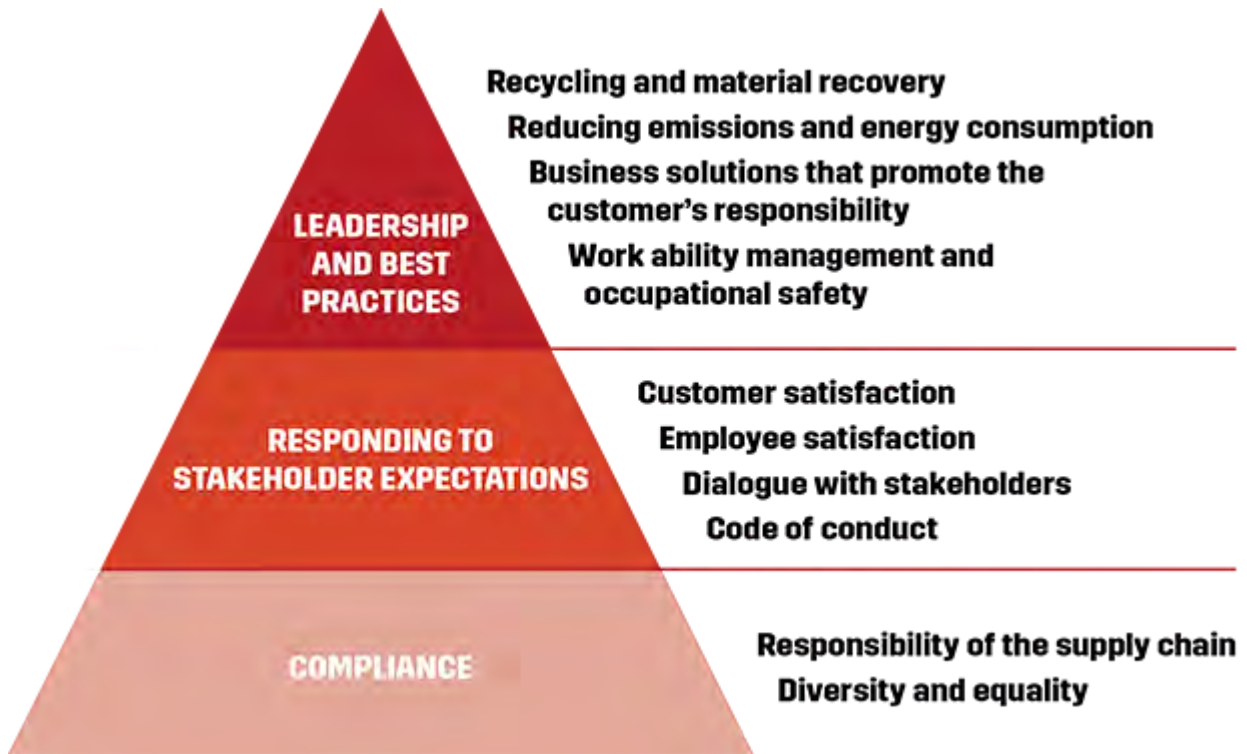 LEADERSHIP
AND BEST
PRACTICES
Recycling and material recovery
Reducing emissions and energy consumption
Business solutions that promote the
customer’s responsibility
Work ability management and
occupational safety
RESPONDING TO
STAKEHOLDER EXPECTATIONS
Customer satisfaction
Employee satisfaction
Dialogue with stakeholders
Code of conduct
COMPLIANCE
Responsibility of the supply chain
Diversity and equality